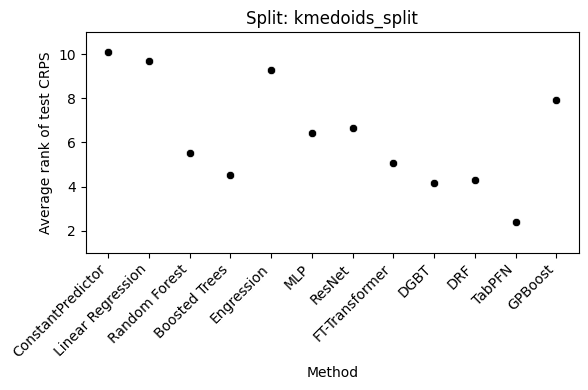 Split: kmedoids_split
Average rank of test CRPS
10
8
6
4
2
ConstantPredictor
Linear Regression
Random Forest
Boosted Trees
Engression
MLP
ResNet
FT-Transformer
DGBT
DRF
TabPFN
GPBoost
Method